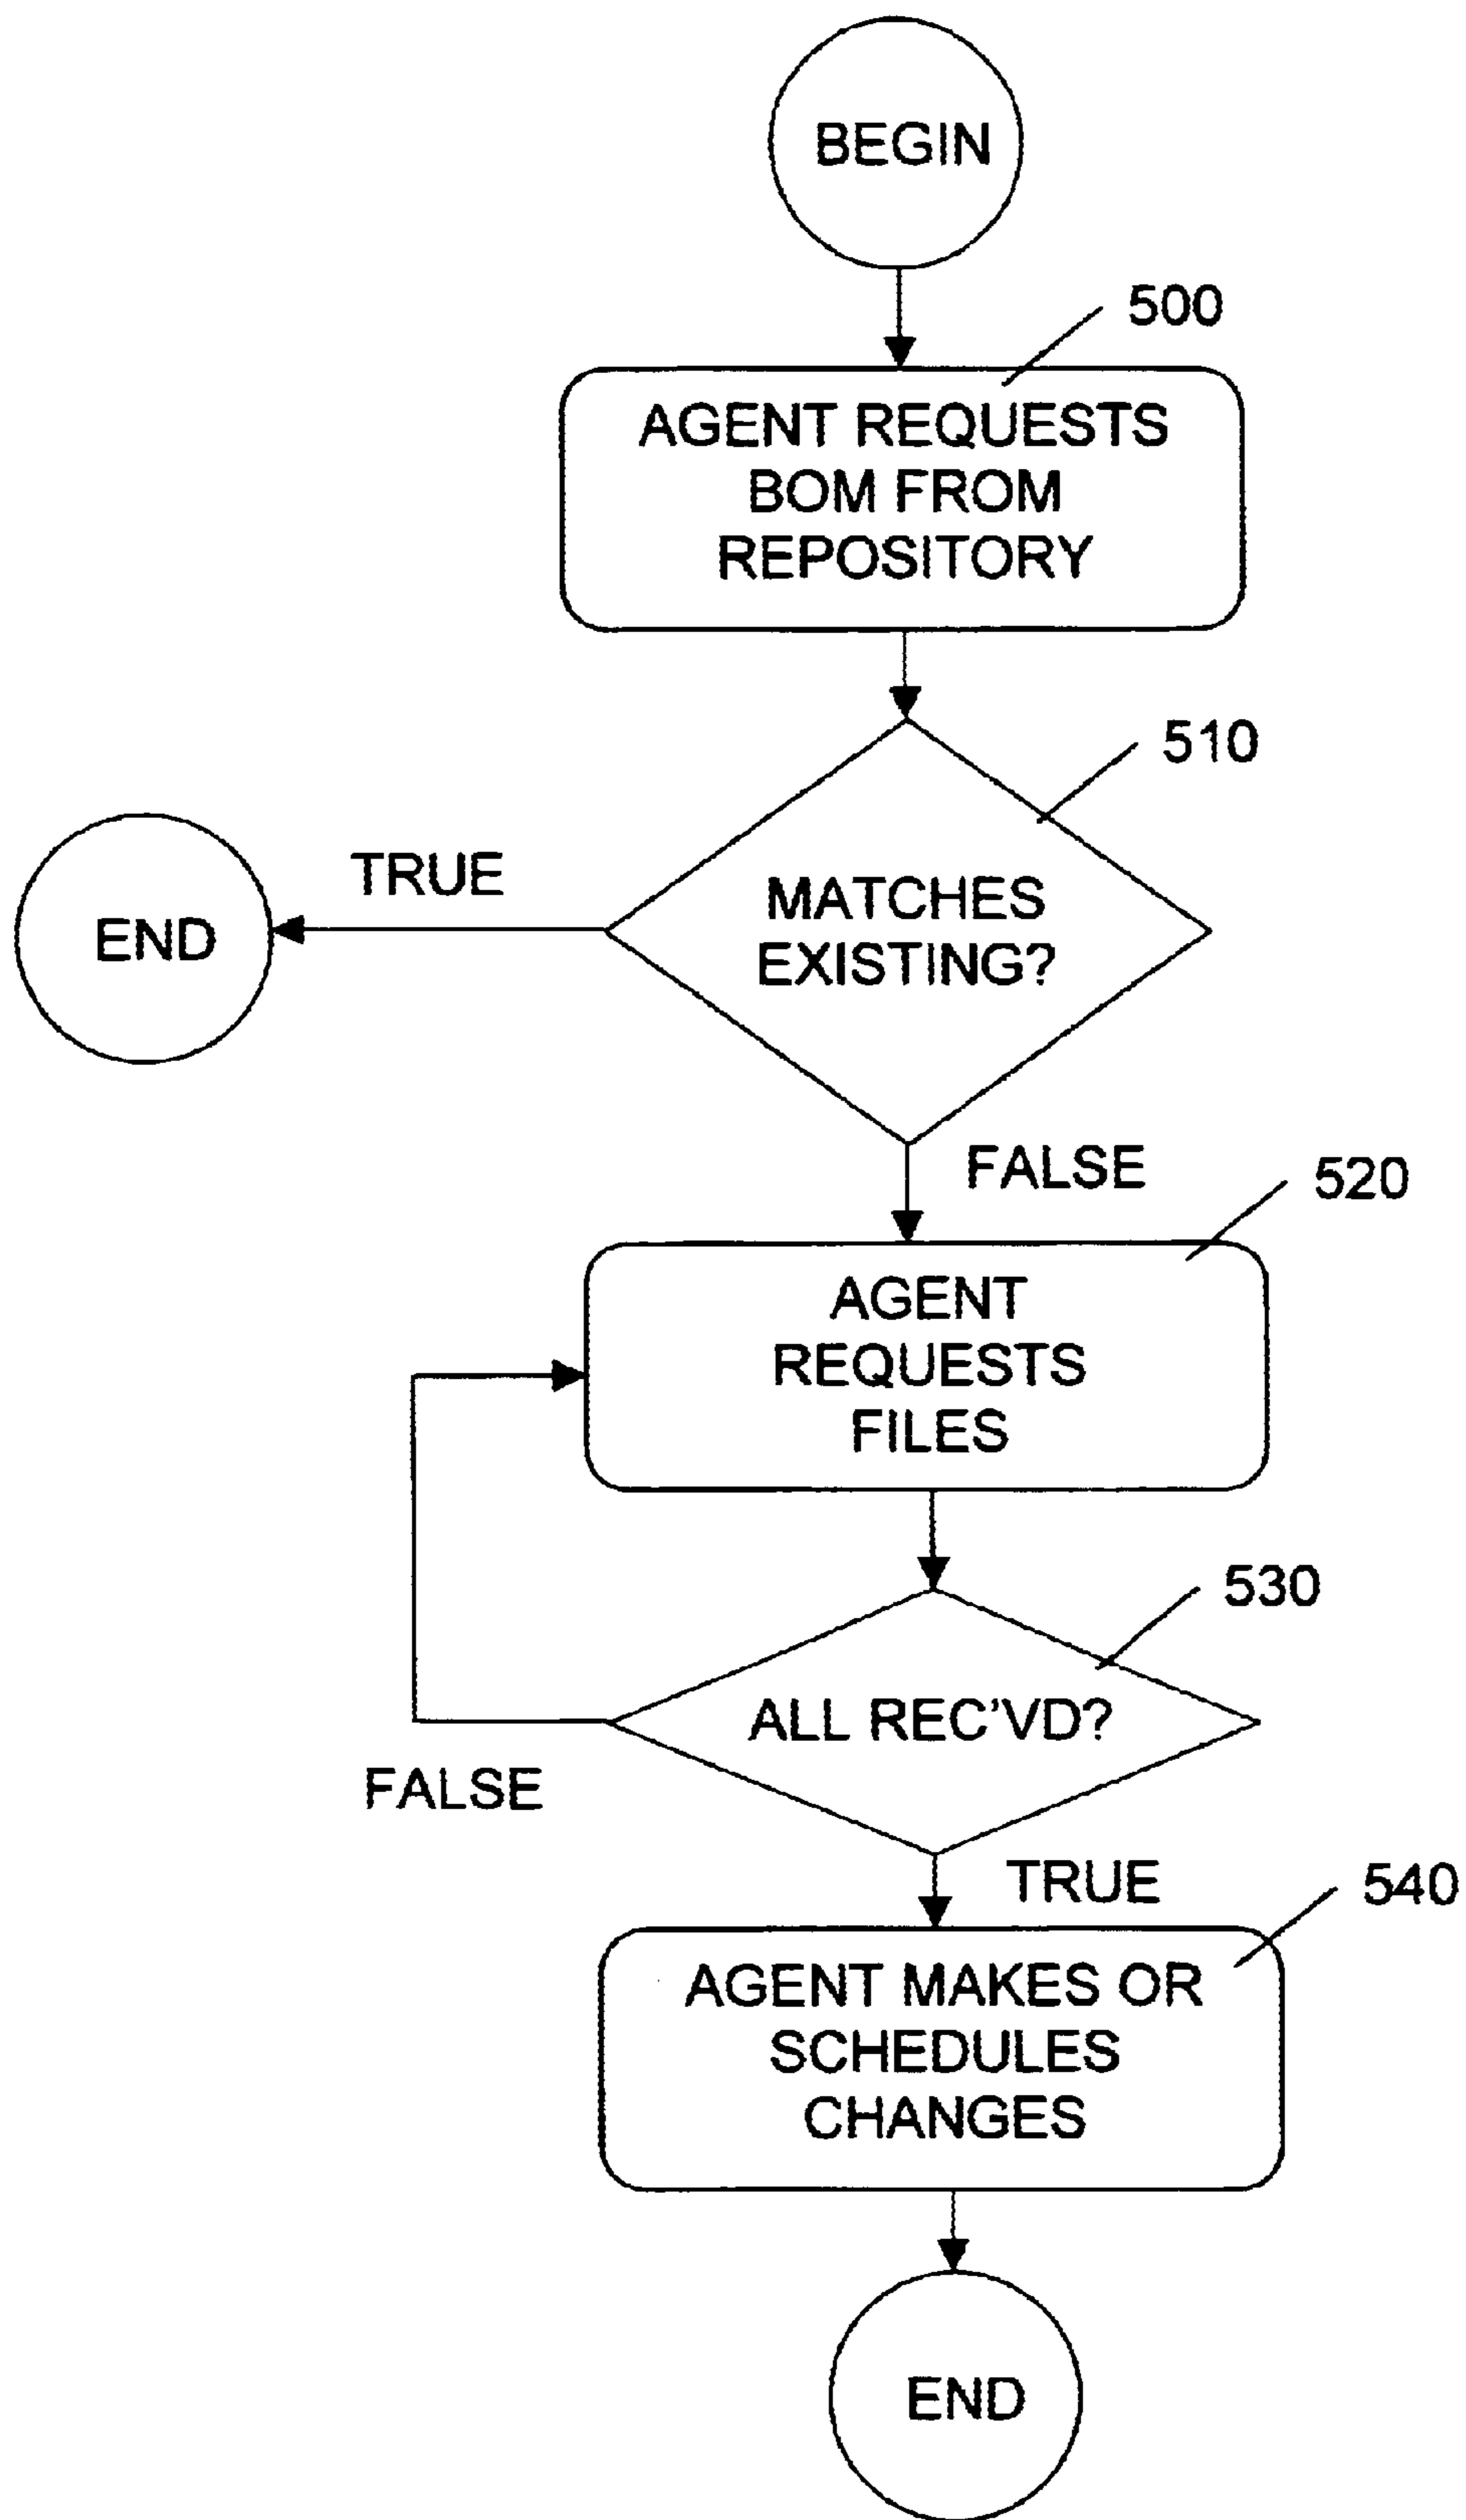 BEGIN
500
AGENT REQUESTS
BOM FROM
REPOSITORY
510
TRUE
MATCHES
EXISTING?
END
FALSE
520
AGENT
REQUESTS
FILES
530
ALL REC'VD?
FALSE
TRUE
540
AGENT MAKES OR
SCHEDULES
CHANGES
END